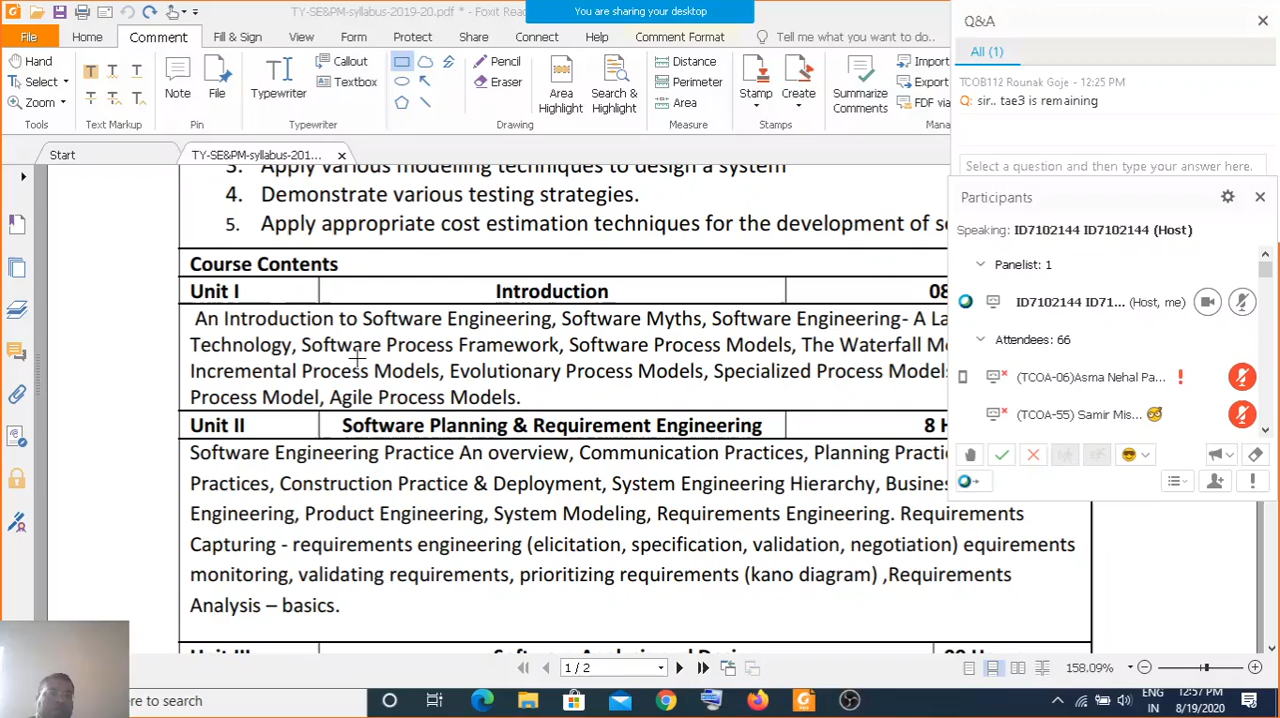 TY-SE&PM-syllabus-2019-20.pdf * - Foxit Rea
You are sharing your desktop
File Home Comment Fill & Sign View Form Protect Share Connect Help Comment Format Tell me what you want to do..
Hand
Select
Zoom
Tools
Text Markup
Note
File
Pin
Typewriter
Callout
Textbox
Typewriter
Pencil
Eraser
Drawing
Area
Highlight
Search &
Highlight
Distance
Perimeter
Area
Measure
Stamp
Create
Stamps
Summarize
Comments
Import
Export
FDF via
Mana
Start
TY-SE&PM-syllabus-201...
3. Apply various modelling techniques to design a system
4. Demonstrate various testing strategies.
5. Apply appropriate cost estimation techniques for the development of s
Course Contents
Unit I Introduction 08
An Introduction to Software Engineering, Software Myths, Software Engineering- A La
Technology, Software Process Framework, Software Process Models, The Waterfall M
Incremental Process Models, Evolutionary Process Models, Specialized Process Models
Process Model, Agile Process Models.
Unit II Software Planning & Requirement Engineering 8 H
Software Engineering Practice An overview, Communication Practices, Planning Practi
Practices, Construction Practice & Deployment, System Engineering Hierarchy, Busines
Engineering, Product Engineering, System Modeling, Requirements Engineering. Requirements
Capturing - requirements engineering (elicitation, specification, validation, negotiation) equirements
monitoring, validating requirements, prioritizing requirements (kano diagram) ,Requirements
Analysis – basics.
Q&A
All (1)
TCOB112 Rounak Goje - 12:25 PM
Q: sir.. tae3 is remaining
Select a question and then type your answer here.
Participants
Speaking: ID7102144 ID7102144 (Host)
Panelist: 1
ID7102144 ID71... (Host, me)
Attendees: 66
(TCOA-06)Asma Nehal Pa...
(TCOA-55) Samir Mis...
1 / 2
158.09%
ere to search
ENG
IN
12:57 PM
8/19/2020